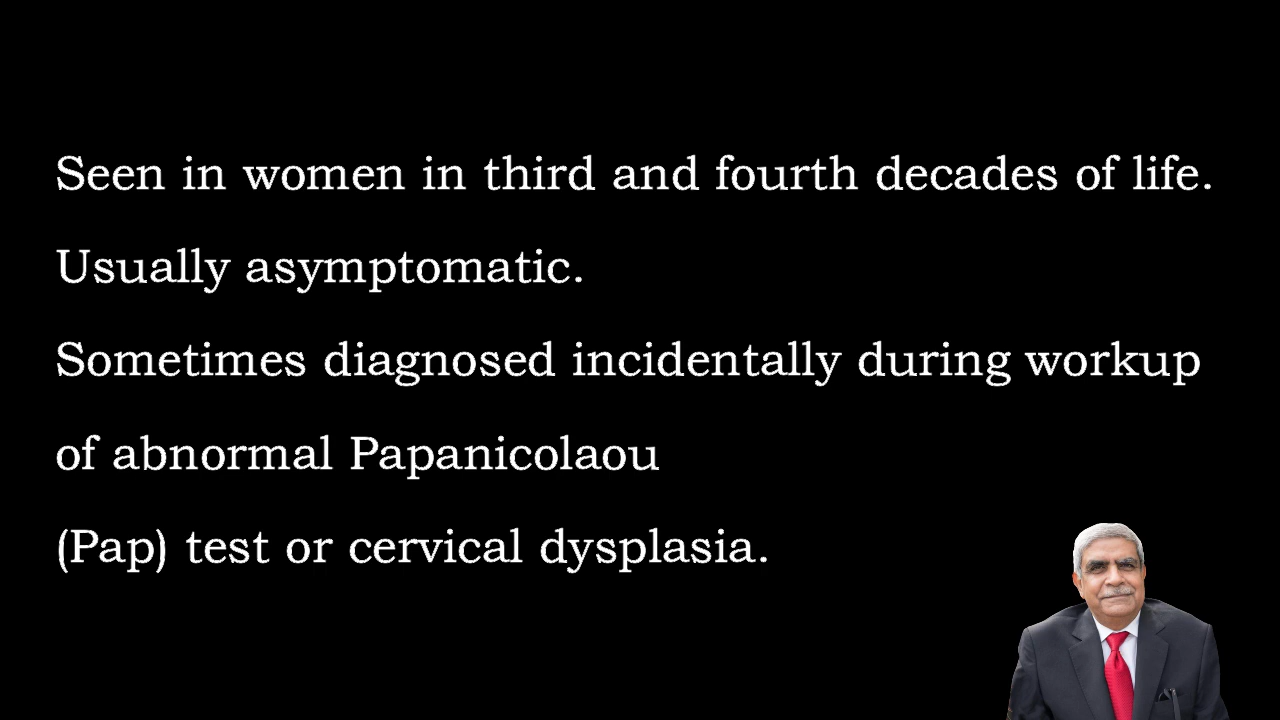 Seen in women in third and fourth decades of life.
Usually asymptomatic.
Sometimes diagnosed incidentally during workup
of abnormal Papanicolaou
(Pap) test or cervical dysplasia.